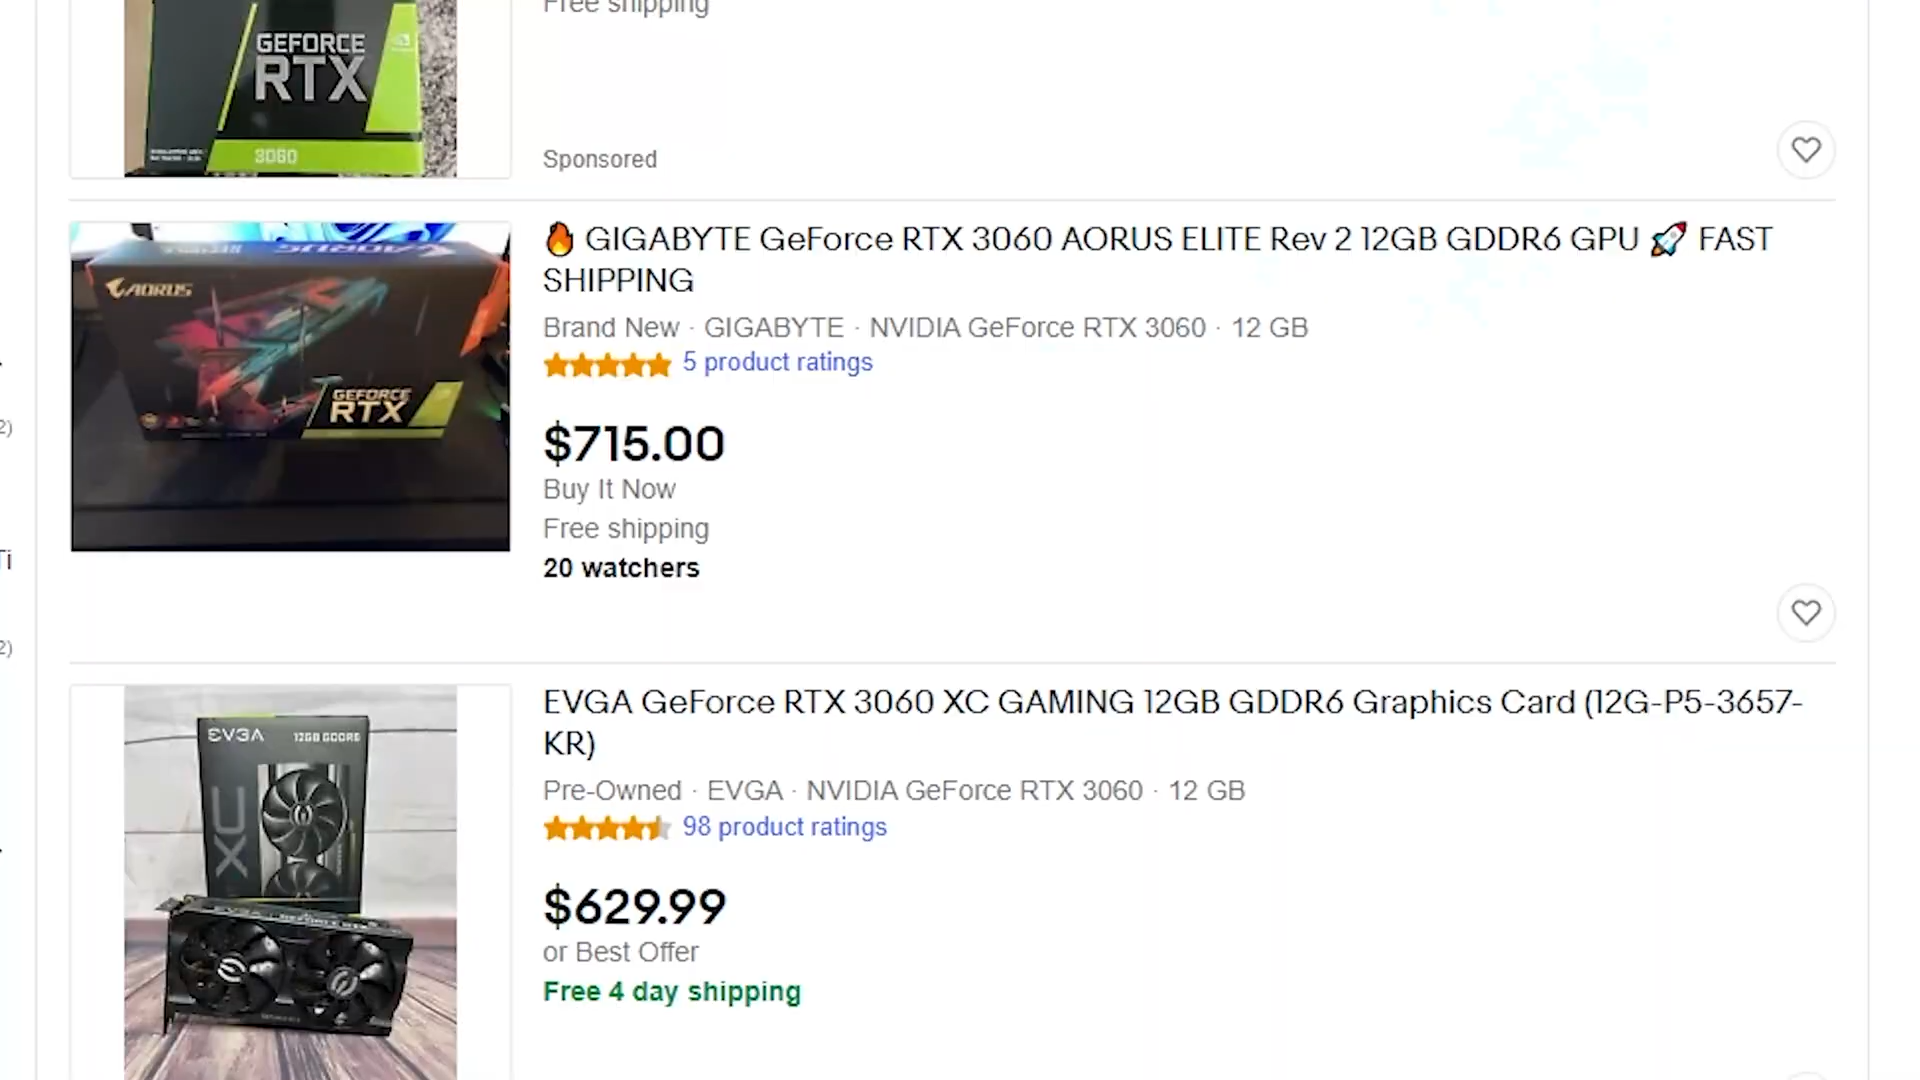 Free shipping
GEFORCE
RTX
3060
Sponsored
🔥 GIGABYTE GeForce RTX 3060 AORUS ELITE Rev 2 12GB GDDR6 GPU 🚀 FAST
SHIPPING
Brand New · GIGABYTE · NVIDIA GeForce RTX 3060 · 12 GB
5 product ratings
AORUS
AORUS
GEFORCE
RTX
$715.00
Buy It Now
Free shipping
20 watchers
2)
Ti
2)
EVGA GeForce RTX 3060 XC GAMING 12GB GDDR6 Graphics Card (12G-P5-3657-
KR)
Pre-Owned · EVGA · NVIDIA GeForce RTX 3060 · 12 GB
98 product ratings
EVGA 12GB GDDR6
XC
$629.99
or Best Offer
Free 4 day shipping